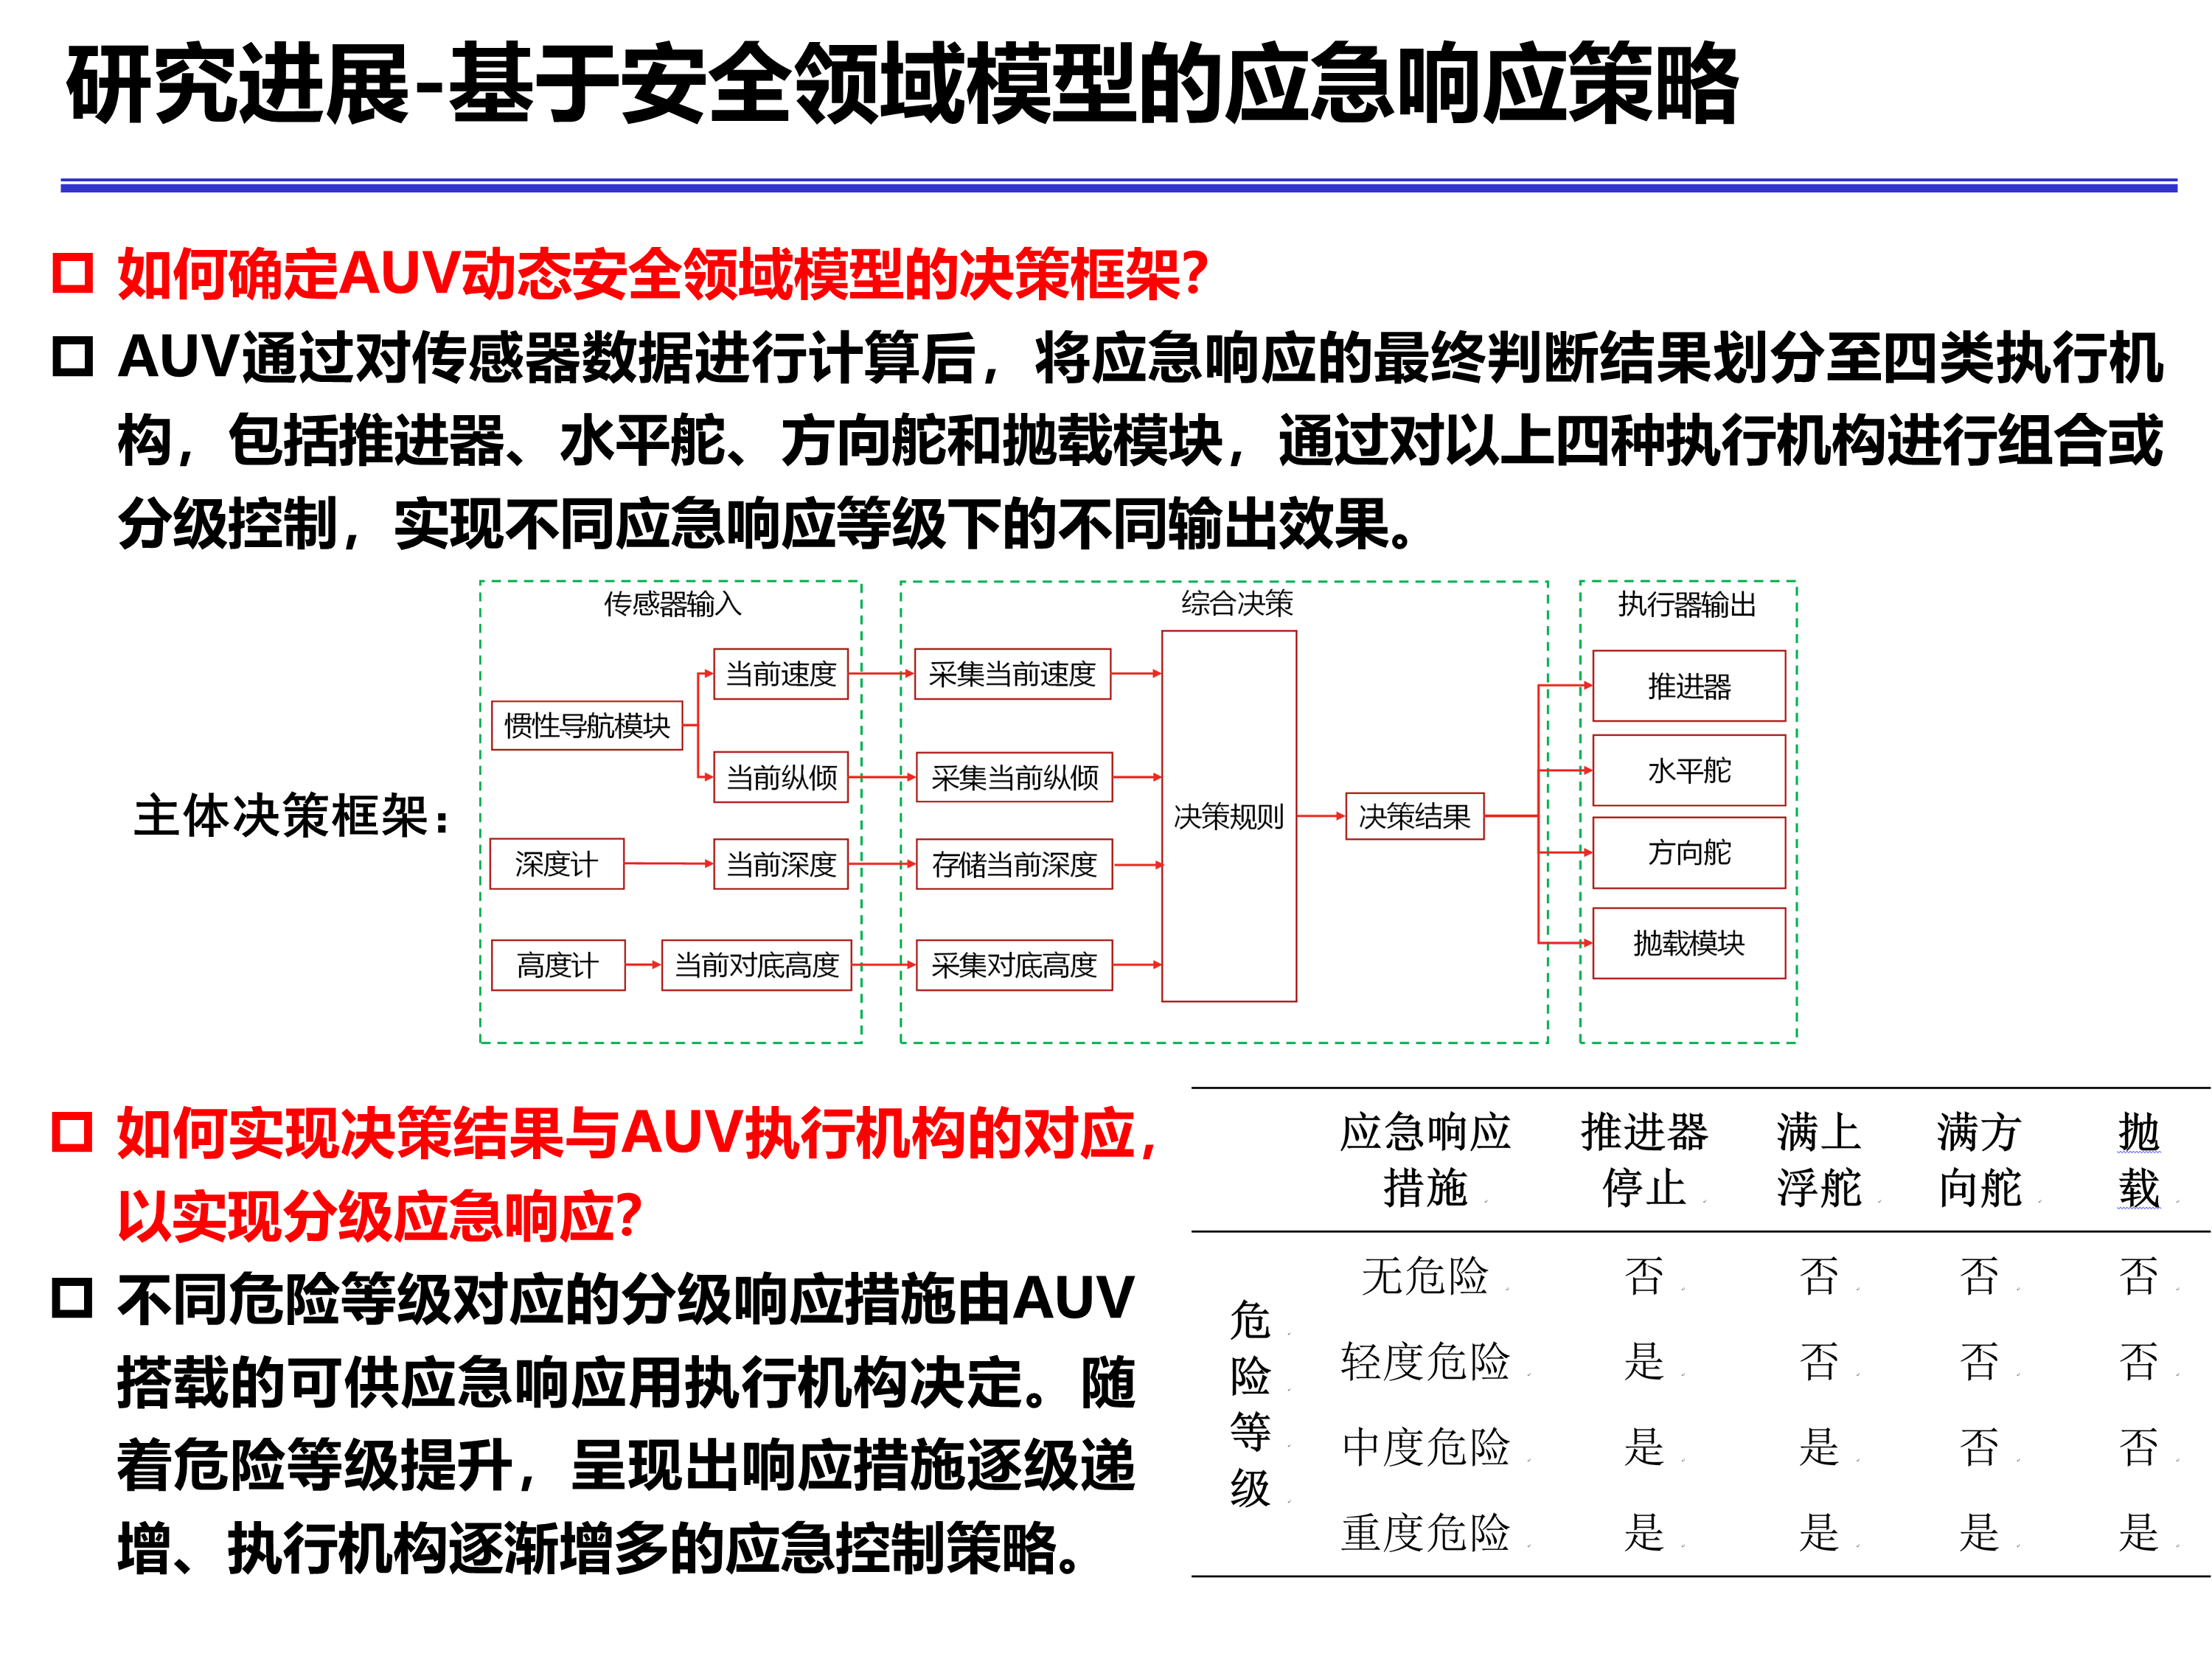 研究进展-基于安全领域模型的应急响应策略
如何确定AUV动态安全领域模型的决策框架？
AUV通过对传感器数据进行计算后，将应急响应的最终判断结果划分至四类执行机
构，包括推进器、水平舵、方向舵和抛载模块，通过对以上四种执行机构进行组合或
分级控制，实现不同应急响应等级下的不同输出效果。
主体决策框架：
传感器输入
惯性导航模块
当前速度
当前纵倾
深度计
当前深度
高度计
当前对底高度
综合决策
采集当前速度
采集当前纵倾
存储当前深度
采集对底高度
决策规则
决策结果
执行器输出
推进器
水平舵
方向舵
抛载模块
如何实现决策结果与AUV执行机构的对应，
以实现分级应急响应？
不同危险等级对应的分级响应措施由AUV
搭载的可供应急响应用执行机构决定。随
着危险等级提升，呈现出响应措施逐级递
增、执行机构逐渐增多的应急控制策略。
应急响应 推进器 满上 满方 抛
措施 停止 浮舵 向舵 载
危
险
等
级
无危险 否 否 否 否
轻度危险 是 否 否 否
中度危险 是 是 否 否
重度危险 是 是 是 是